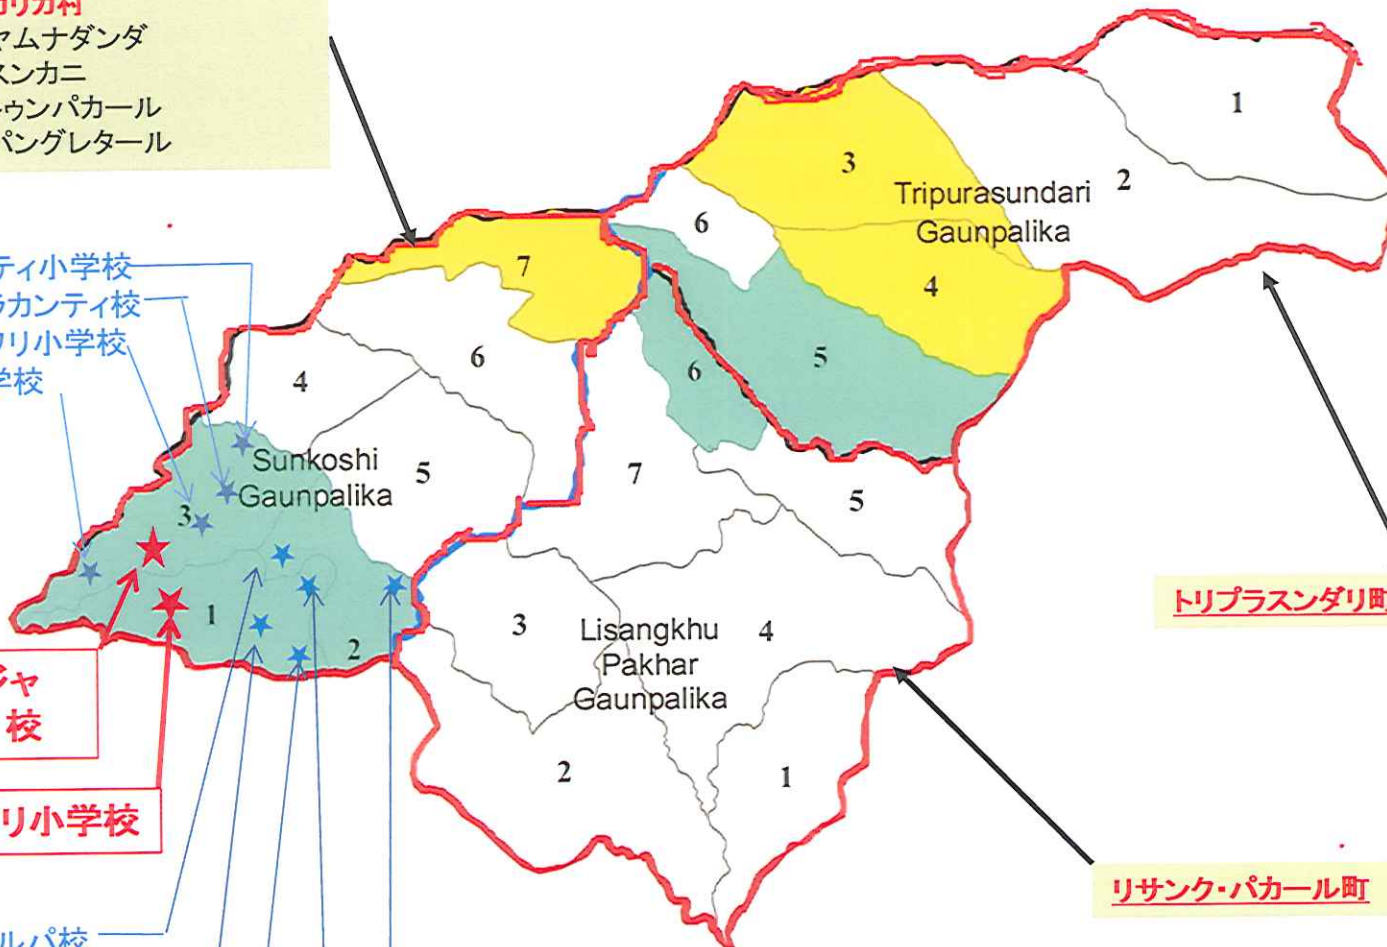 カリカ村
ャムナダンダ
スンカニ
ゥンパカール
パングレタール
ティ小学校
ラカンティ校
リ小学校
学校
1
3
2
Tripurasundari
Gaunpalika
6
7
4
6
5
4
6
Sunkoshi
Gaunpalika
5
7
5
3
1
2
3
Lisangkhu
Pakhar
Gaunpalika
4
2
1
ジャ
校
リ小学校
ルパ校
トリプラスンダリ町
リサンク・パカール町